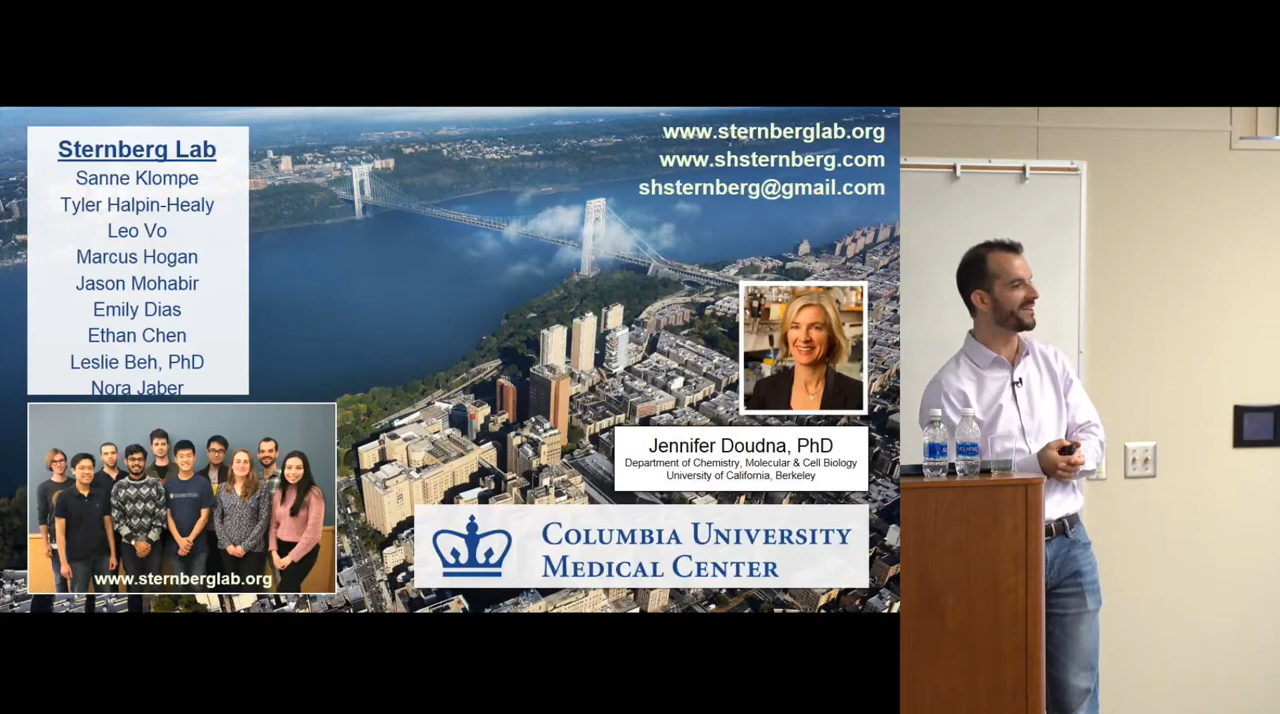 Sternberg Lab
Sanne Klompe
Tyler Halpin-Healy
Leo Vo
Marcus Hogan
Jason Mohabir
Emily Dias
Ethan Chen
Leslie Beh, PhD
Nora Jaber
www.sternberglab.org
www.sternberglab.org
www.shsternberg.com
shsternberg@gmail.com
Jennifer Doudna, PhD
Department of Chemistry, Molecular & Cell Biology
University of California, Berkeley
COLUMBIA UNIVERSITY
MEDICAL CENTER